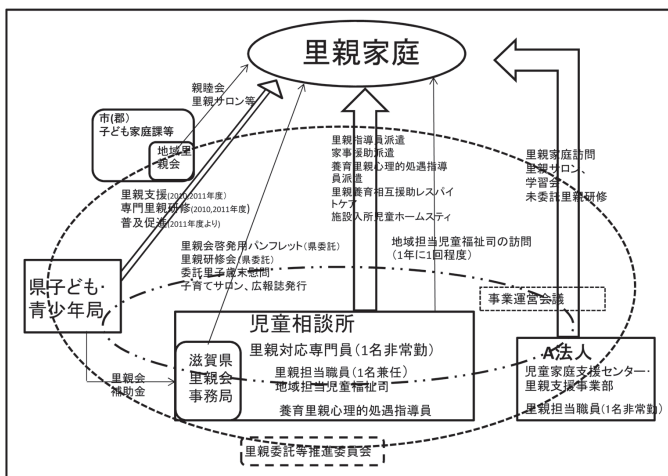 里親家庭
親睦会
里親サロン等
市(郡)
子ども家庭課等
地域里
親会
里親支援(2010,2011年度)
専門里親研修(2010,2011年度)
普及促進(2011年度より)
里親指導員派遣
家事援助派遣
養育里親心理的処遇指導
員派遣
里親養育相互援助レスパイ
トケア
施設入所児童ホームスティ
里親家庭訪問
里親サロン、
学習会
未委託里親研修
里親会啓発用パンフレット(県委託)
里親研修会(県委託)
委託里子歳末慰問
子育てサロン、広報誌発行
地域担当児童福祉司の訪問
(1年に1回程度)
県子ども・
青少年局
事業運営会議
児童相談所
里親対応専門員(1名非常勤)
里親担当職員(1名兼任)
地域担当児童福祉司
養育里親心理的処遇指導員
滋賀県
里親会
事務局
里親会
補助金
A法人
児童家庭支援センター・
里親支援事業部
里親担当職員(1名非常勤)
里親委託等推進委員会